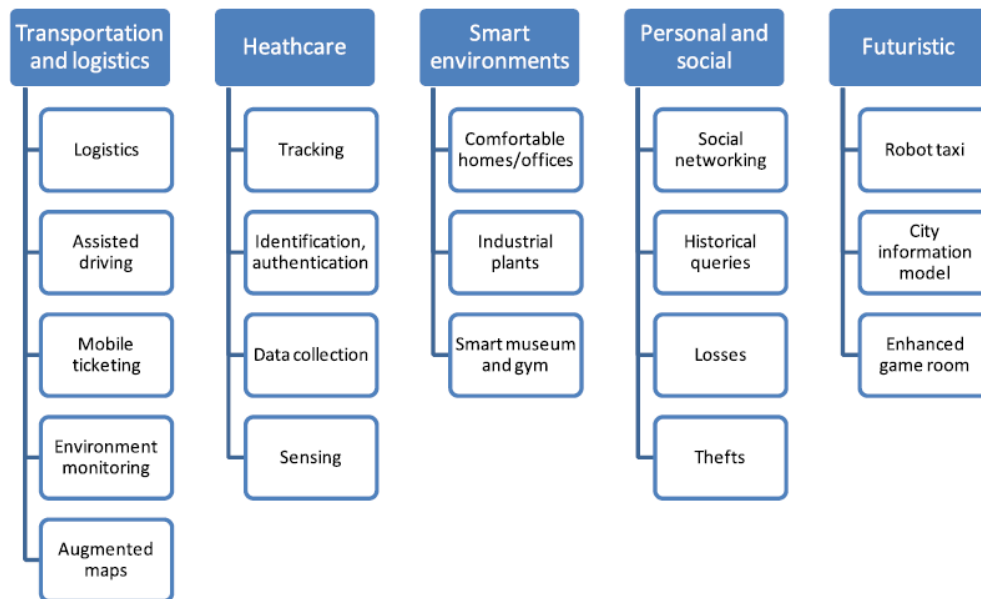 Transportation
and logistics
Logistics
Assisted
driving
Mobile
ticketing
Environment
monitoring
Augmented
maps
Heathcare
Tracking
Identification,
authentication
Data collection
Sensing
Smart
environments
Comfortable
homes/offices
Industrial
plants
Smart museum
and gym
Personal and
social
Social
networking
Historical
queries
Losses
Thefts
Futuristic
Robot taxi
City
information
model
Enhanced
game room